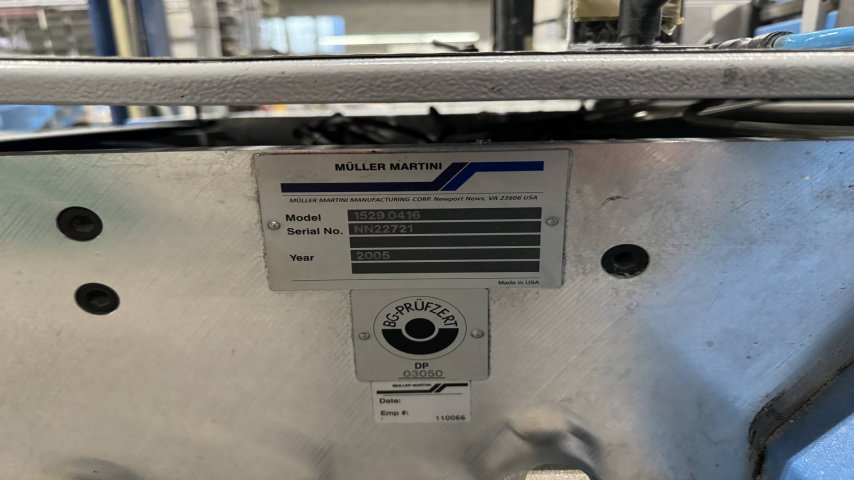 MÜLLER MARTINI
MÜLLER MARTINI MANUFACTURING CORP. Newport News, VA 23606 USA
Model 1529.0416
Serial No. NN22721
Year 2005
Made in USA
BG-PRÜFZERT
DP
03050
MÜLLER MARTINI
Date:
Emp #: 110066